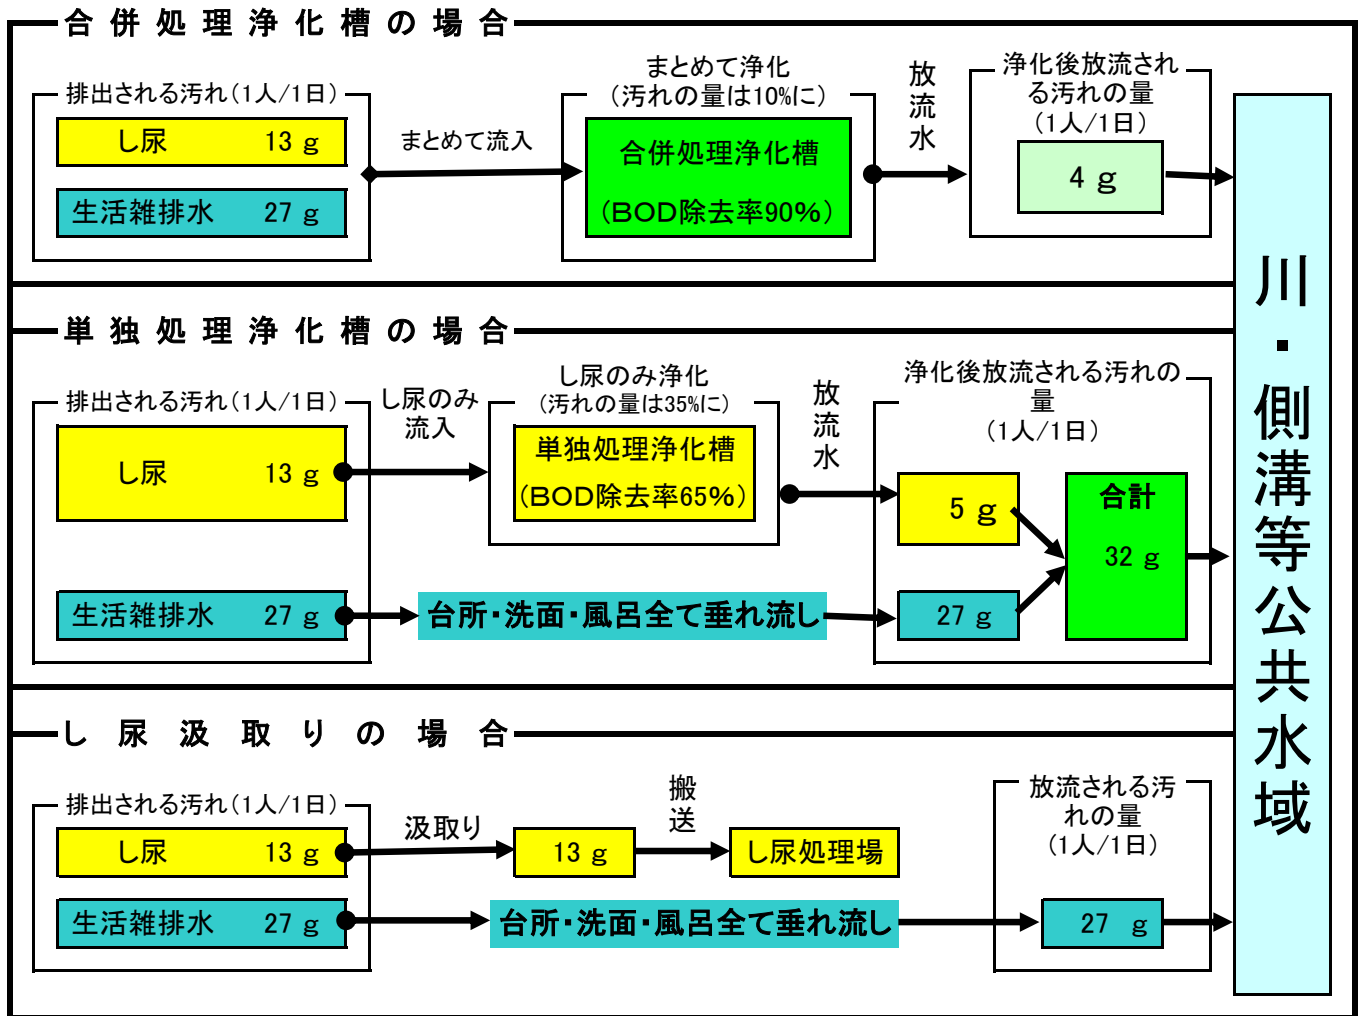 合併処理浄化槽の場合
排出される汚れ(1人/1日)
し尿 13 g
生活雑排水 27 g
まとめて流入
まとめて浄化
(汚れの量は10%に)
合併処理浄化槽
(BOD除去率90%)
放流水
浄化後放流され
る汚れの量
(1人/1日)
4 g
単独処理浄化槽の場合
排出される汚れ(1人/1日)
し尿 13 g
生活雑排水 27 g
し尿のみ
流入
し尿のみ浄化
(汚れの量は35%に)
単独処理浄化槽
(BOD除去率65%)
放流水
台所・洗面・風呂全て垂れ流し
浄化後放流される汚れの
量
(1人/1日)
5 g
27 g
合計
32 g
し尿汲取りの場合
排出される汚れ(1人/1日)
し尿 13 g
生活雑排水 27 g
汲取り
13 g
搬送
し尿処理場
台所・洗面・風呂全て垂れ流し
放流される汚
れの量
(1人/1日)
27 g
川・側溝等公共水域